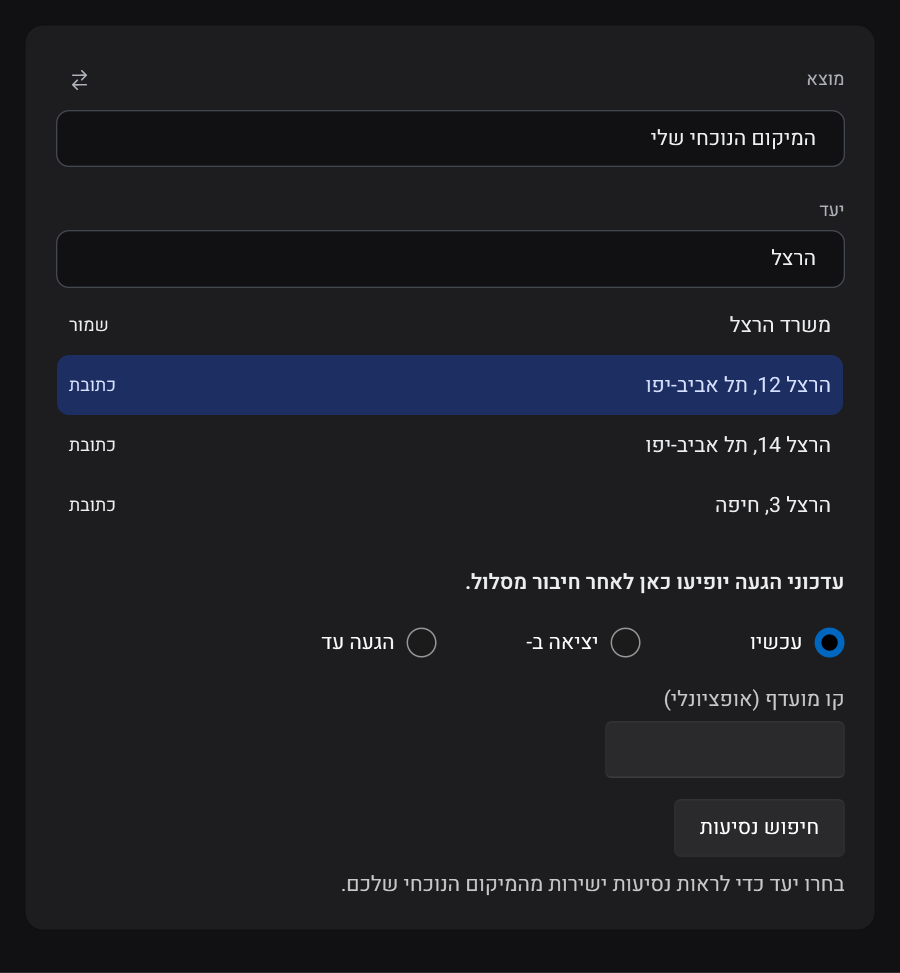 מוצא
המיקום הנוכחי שלי
יעד
הרצל
משרד הרצל שמור
הרצל 12, תל אביב-יפו כתובת
הרצל 14, תל אביב-יפו כתובת
הרצל 3, חיפה כתובת
עדכוני הגעה יופיעו כאן לאחר חיבור מסלול.
עכשיו יציאה ב- הגעה עד
קו מועדף (אופציונלי)
חיפוש נסיעות
בחרו יעד כדי לראות נסיעות ישירות מהמיקום הנוכחי שלכם.